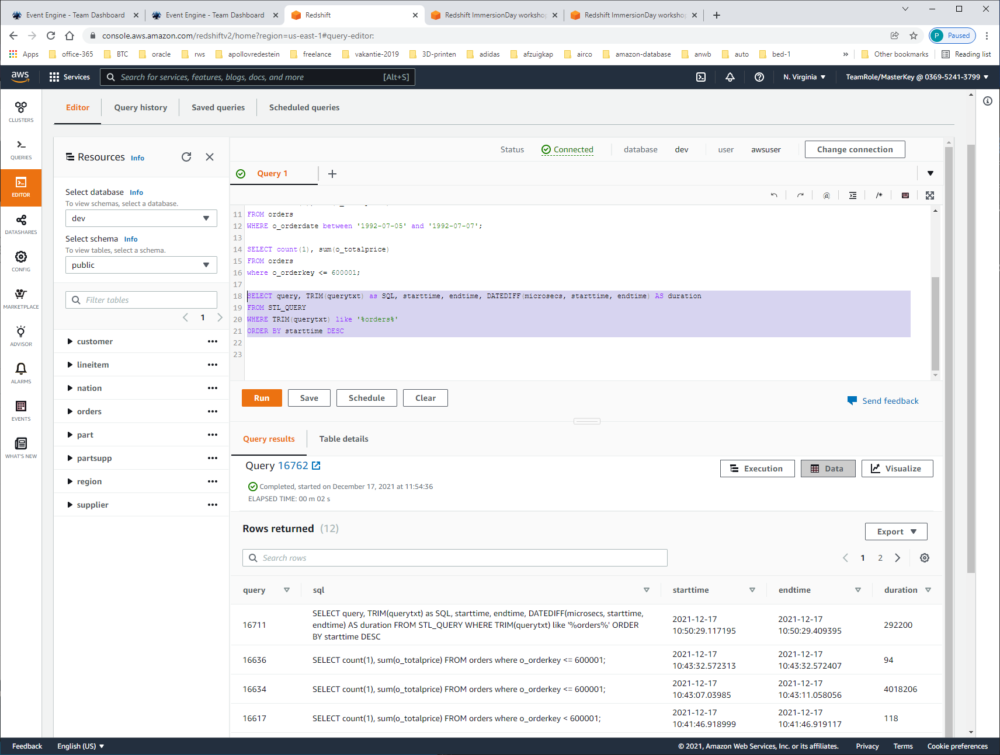 Event Engine - Team Dashboard
Event Engine - Team Dashboard
Redshift
Redshift ImmersionDay workshop
Redshift ImmersionDay workshop
console.aws.amazon.com/redshiftv2/home?region=us-east-1#query-editor:
P Paused
Apps
office-365
BTC
oracle
rws
apollovredestein
freelance
vakantie-2019
3D-printen
adidas
afzuigkap
airco
amazon-database
anwb
auto
bed-1
»
Other bookmarks
Reading list
aws
Services
Search for services, features, blogs, docs, and more
[Alt+S]
N. Virginia ▼
TeamRole/MasterKey @ 0369-5241-3799 ▼
CLUSTERS
QUERIES
EDITOR
DATASHARES
CONFIG
MARKETPLACE
ADVISOR
ALARMS
EVENTS
WHAT'S NEW
Editor
Query history
Saved queries
Scheduled queries
Resources Info
Select database Info
To view schemas, select a database.
dev
Select schema Info
To view tables, select a schema.
public
Filter tables
1
customer
lineitem
nation
orders
part
partsupp
region
supplier
Status
Connected
database
dev
user
awsuser
Change connection
Query 1
+
@
/*
11 FROM orders
12 WHERE o_orderdate between '1992-07-05' and '1992-07-07';
13
14 SELECT count(1), sum(o_totalprice)
15 FROM orders
16 where o_orderkey <= 600001;
17
18 SELECT query, TRIM(querytxt) as SQL, starttime, endtime, DATEDIFF(microsecs, starttime, endtime) AS duration
19 FROM STL_QUERY
20 WHERE TRIM(querytxt) like '%orders%'
21 ORDER BY starttime DESC
22
23
Run
Save
Schedule
Clear
Send feedback
Query results
Table details
Query 16762
Execution
Data
Visualize
Completed, started on December 17, 2021 at 11:54:36
ELAPSED TIME: 00 m 02 s
Rows returned (12)
Export ▼
Search rows
1 2
query
sql
starttime
endtime
duration
16711
SELECT query, TRIM(querytxt) as SQL, starttime, endtime, DATEDIFF(microsecs, starttime,
endtime) AS duration FROM STL_QUERY WHERE TRIM(querytxt) like '%orders%' ORDER
BY starttime DESC
2021-12-17
10:50:29.117195
2021-12-17
10:50:29.409395
292200
16636
SELECT count(1), sum(o_totalprice) FROM orders where o_orderkey <= 600001;
2021-12-17
10:43:32.572313
2021-12-17
10:43:32.572407
94
16634
SELECT count(1), sum(o_totalprice) FROM orders where o_orderkey <= 600001;
2021-12-17
10:43:07.03985
2021-12-17
10:43:11.058056
4018206
16617
SELECT count(1), sum(o_totalprice) FROM orders where o_orderkey < 600001;
2021-12-17
10:41:46.918999
2021-12-17
10:41:46.919117
118
Feedback
English (US) ▼
© 2021, Amazon Web Services, Inc. or its affiliates.
Privacy
Terms
Cookie preferences